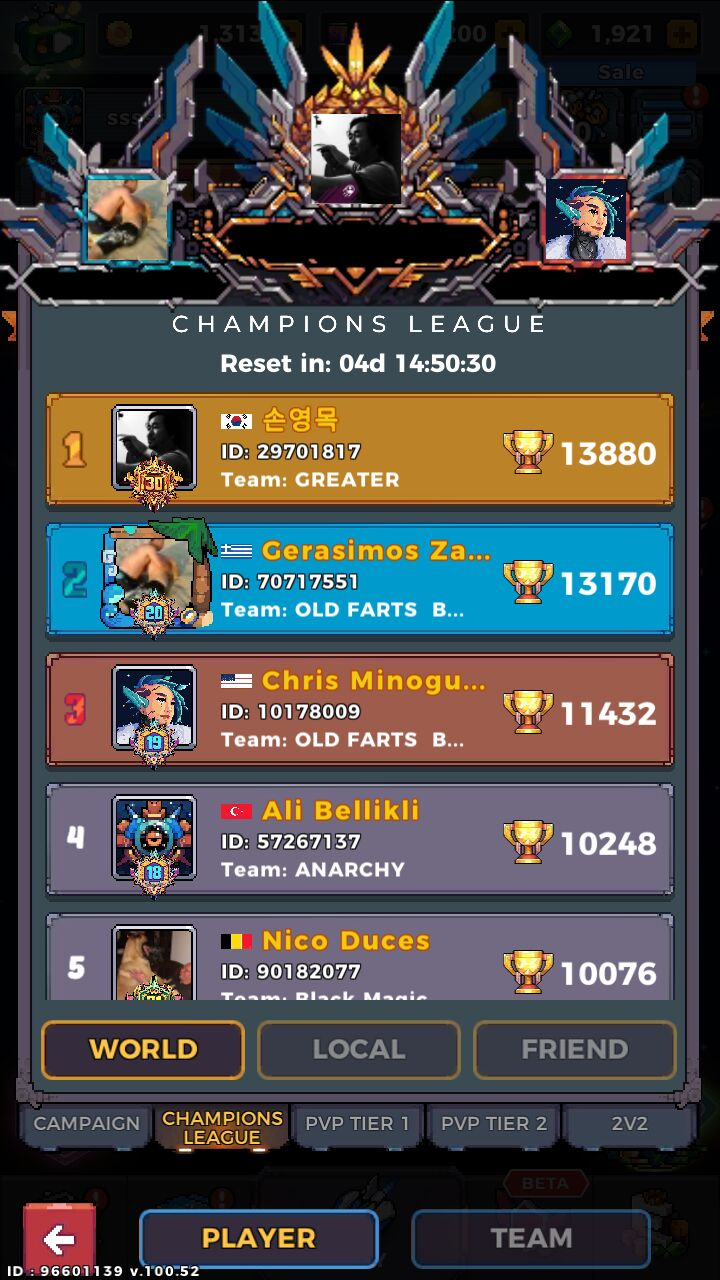 1,313
00
1,921
Sale
sss
CHAMPIONS LEAGUE
Reset in: 04d 14:50:30
1
30
손영목
ID: 29701817
Team: GREATER
13880
2
20
Gerasimos Za...
ID: 70717551
Team: OLD FARTS B...
13170
3
19
Chris Minogu...
ID: 10178009
Team: OLD FARTS B...
11432
4
18
Ali Bellikli
ID: 57267137
Team: ANARCHY
10248
5
Nico Duces
ID: 90182077
Team: Black Magic
10076
WORLD
LOCAL
FRIEND
CAMPAIGN
CHAMPIONS
LEAGUE
PVP TIER 1
PVP TIER 2
2V2
BETA
PLAYER
TEAM
ID : 96601139 v.100.52